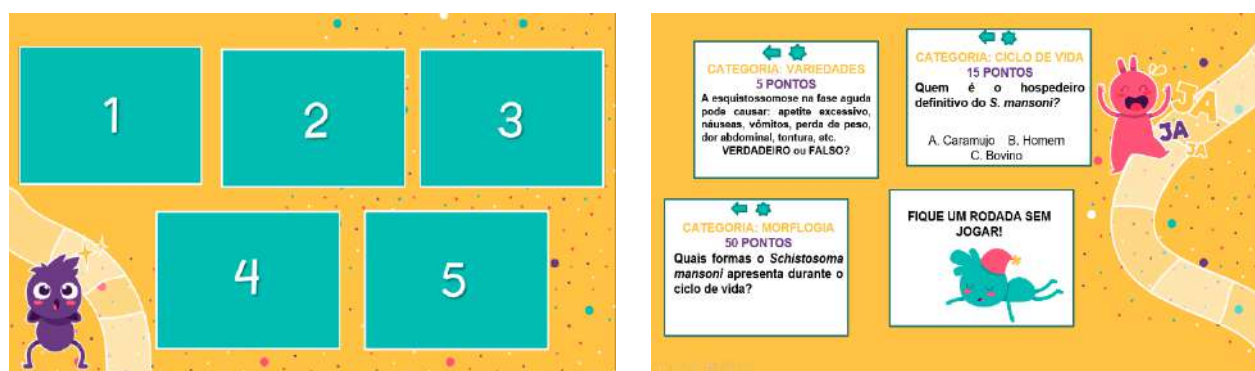 1
2
3
4
5
CATEGORIA: VARIEDADES
5 PONTOS
A esquistossomose na fase aguda
pode causar: apetite excessivo,
náuseas, vômitos, perda de peso,
dor abdominal, tontura, etc.
VERDADEIRO ou FALSO?
CATEGORIA: CICLO DE VIDA
15 PONTOS
Quem é o hospedeiro
definitivo do S. mansoni?
A. Caramujo B. Homem
C. Bovino
JA
JA
JA
CATEGORIA: MORFLOGIA
50 PONTOS
Quais formas o Schistosoma
mansoni apresenta durante o
ciclo de vida?
FIQUE UM RODADA SEM
JOGAR!